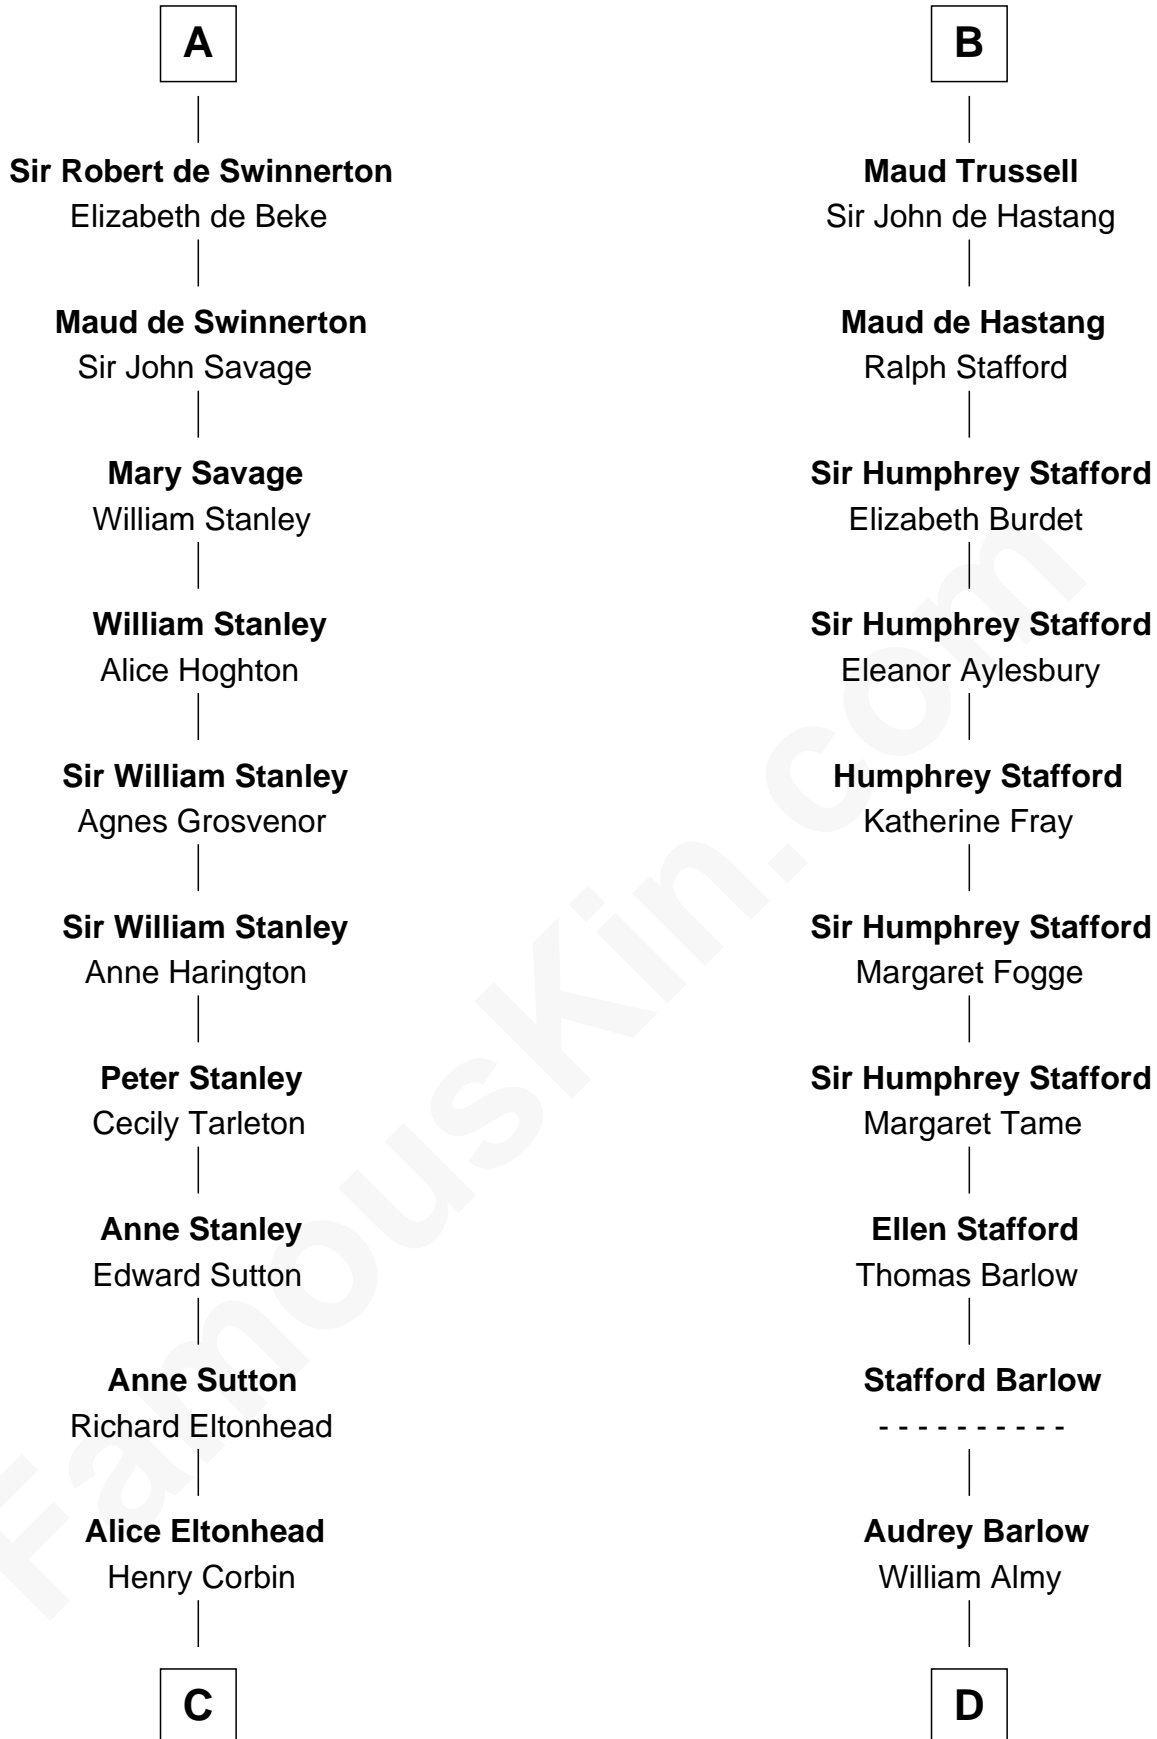 A
Sir Robert de Swinnerton
Elizabeth de Beke
Maud de Swinnerton
Sir John Savage
Mary Savage
William Stanley
William Stanley
Alice Hoghton
Sir William Stanley
Agnes Grosvenor
Sir William Stanley
Anne Harington
Peter Stanley
Cecily Tarleton
Anne Stanley
Edward Sutton
Anne Sutton
Richard Eltonhead
Alice Eltonhead
Henry Corbin
C
B
Maud Trussell
Sir John de Hastang
Maud de Hastang
Ralph Stafford
Sir Humphrey Stafford
Elizabeth Burdet
Sir Humphrey Stafford
Eleanor Aylesbury
Humphrey Stafford
Katherine Fray
Sir Humphrey Stafford
Margaret Fogge
Sir Humphrey Stafford
Margaret Tame
Ellen Stafford
Thomas Barlow
Stafford Barlow
- - - - - - - - - -
Audrey Barlow
William Almy
D
FamousKin.com